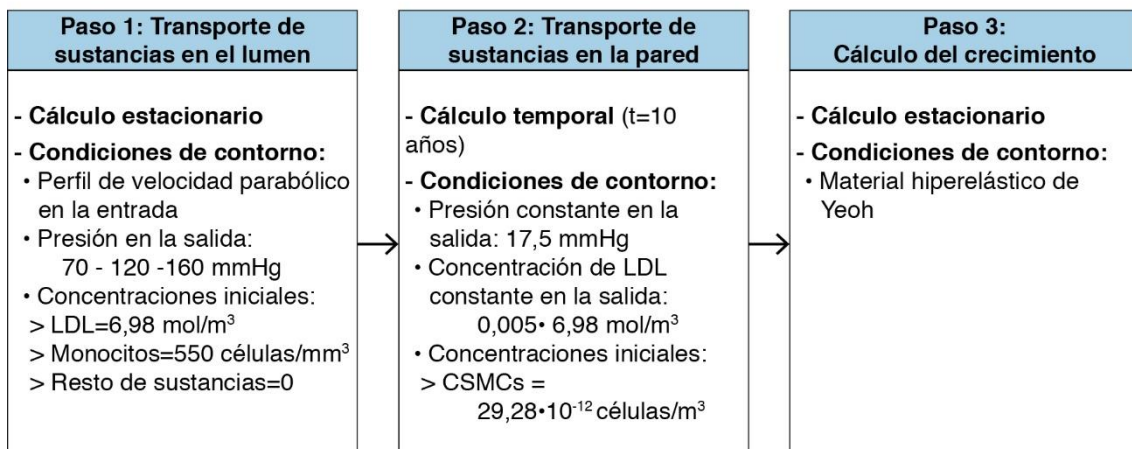 Paso 1: Transporte de
sustancias en el lumen
- Cálculo estacionario
- Condiciones de contorno:
• Perfil de velocidad parabólico
en la entrada
• Presión en la salida:
70 - 120 -160 mmHg
• Concentraciones iniciales:
> LDL=6,98 mol/m³
> Monocitos=550 células/mm³
> Resto de sustancias=0
Paso 2: Transporte de
sustancias en la pared
- Cálculo temporal (t=10
años)
- Condiciones de contorno:
• Presión constante en la
salida: 17,5 mmHg
• Concentración de LDL
constante en la salida:
0,005• 6,98 mol/m³
• Concentraciones iniciales:
> CSMCs =
29,28•10⁻¹² células/m³
Paso 3:
Cálculo del crecimiento
- Cálculo estacionario
- Condiciones de contorno:
• Material hiperelástico de
Yeoh